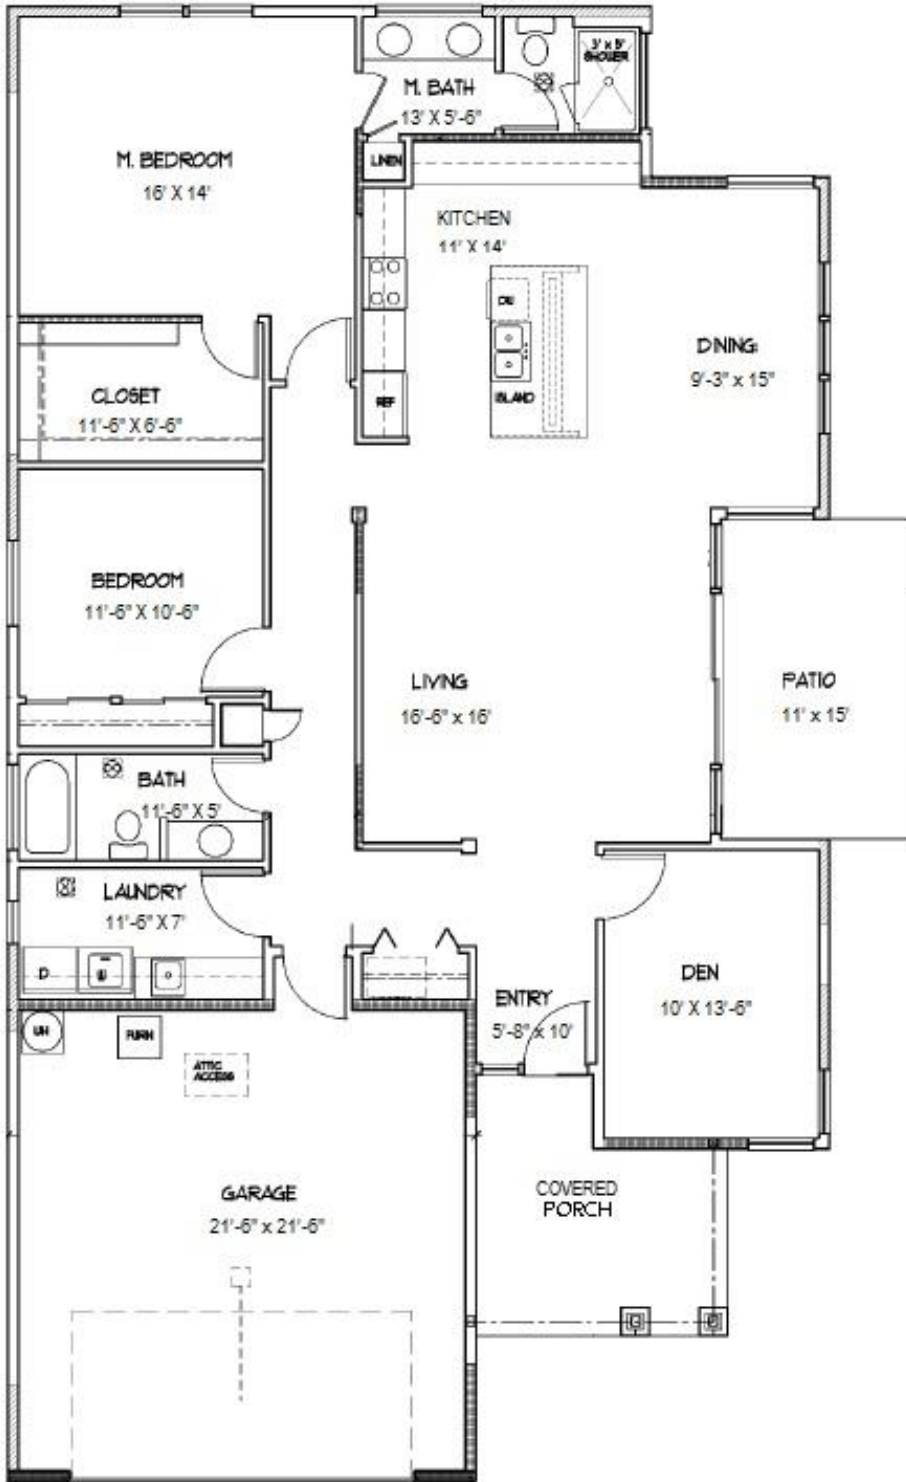 3' x 5'
SHOWER
M. BATH
13' X 5'-6"
M. BEDROOM
16' X 14'
LINEN
KITCHEN
11' X 14'
DW
DINING
9'-3" x 15"
ISLAND
REF
CLOSET
11'-6" X 6'-6"
BEDROOM
11'-6" X 10'-6"
LIVING
16'-6" x 16'
PATIO
11' x 15'
BATH
11'-6" X 5'
LAUNDRY
11'-6" X 7'
D
W
DEN
10' X 13'-6"
ENTRY
5'-8" x 10'
WH
FURN
ATTIC
ACCESS
COVERED
PORCH
GARAGE
21'-6" x 21'-6"